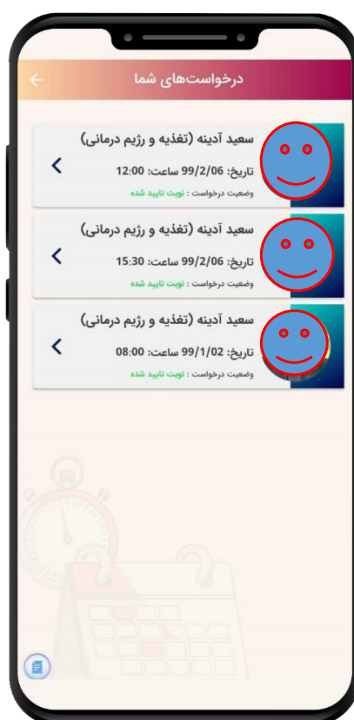 درخواست‌های شما
سعید آدینه (تغذیه و رژیم درمانی)
تاریخ: 99/2/06 ساعت: 12:00
وضعیت درخواست : نوبت تایید شده
سعید آدینه (تغذیه و رژیم درمانی)
تاریخ: 99/2/06 ساعت: 15:30
وضعیت درخواست : نوبت تایید شده
سعید آدینه (تغذیه و رژیم درمانی)
تاریخ: 99/1/02 ساعت: 08:00
وضعیت درخواست : نوبت تایید شده